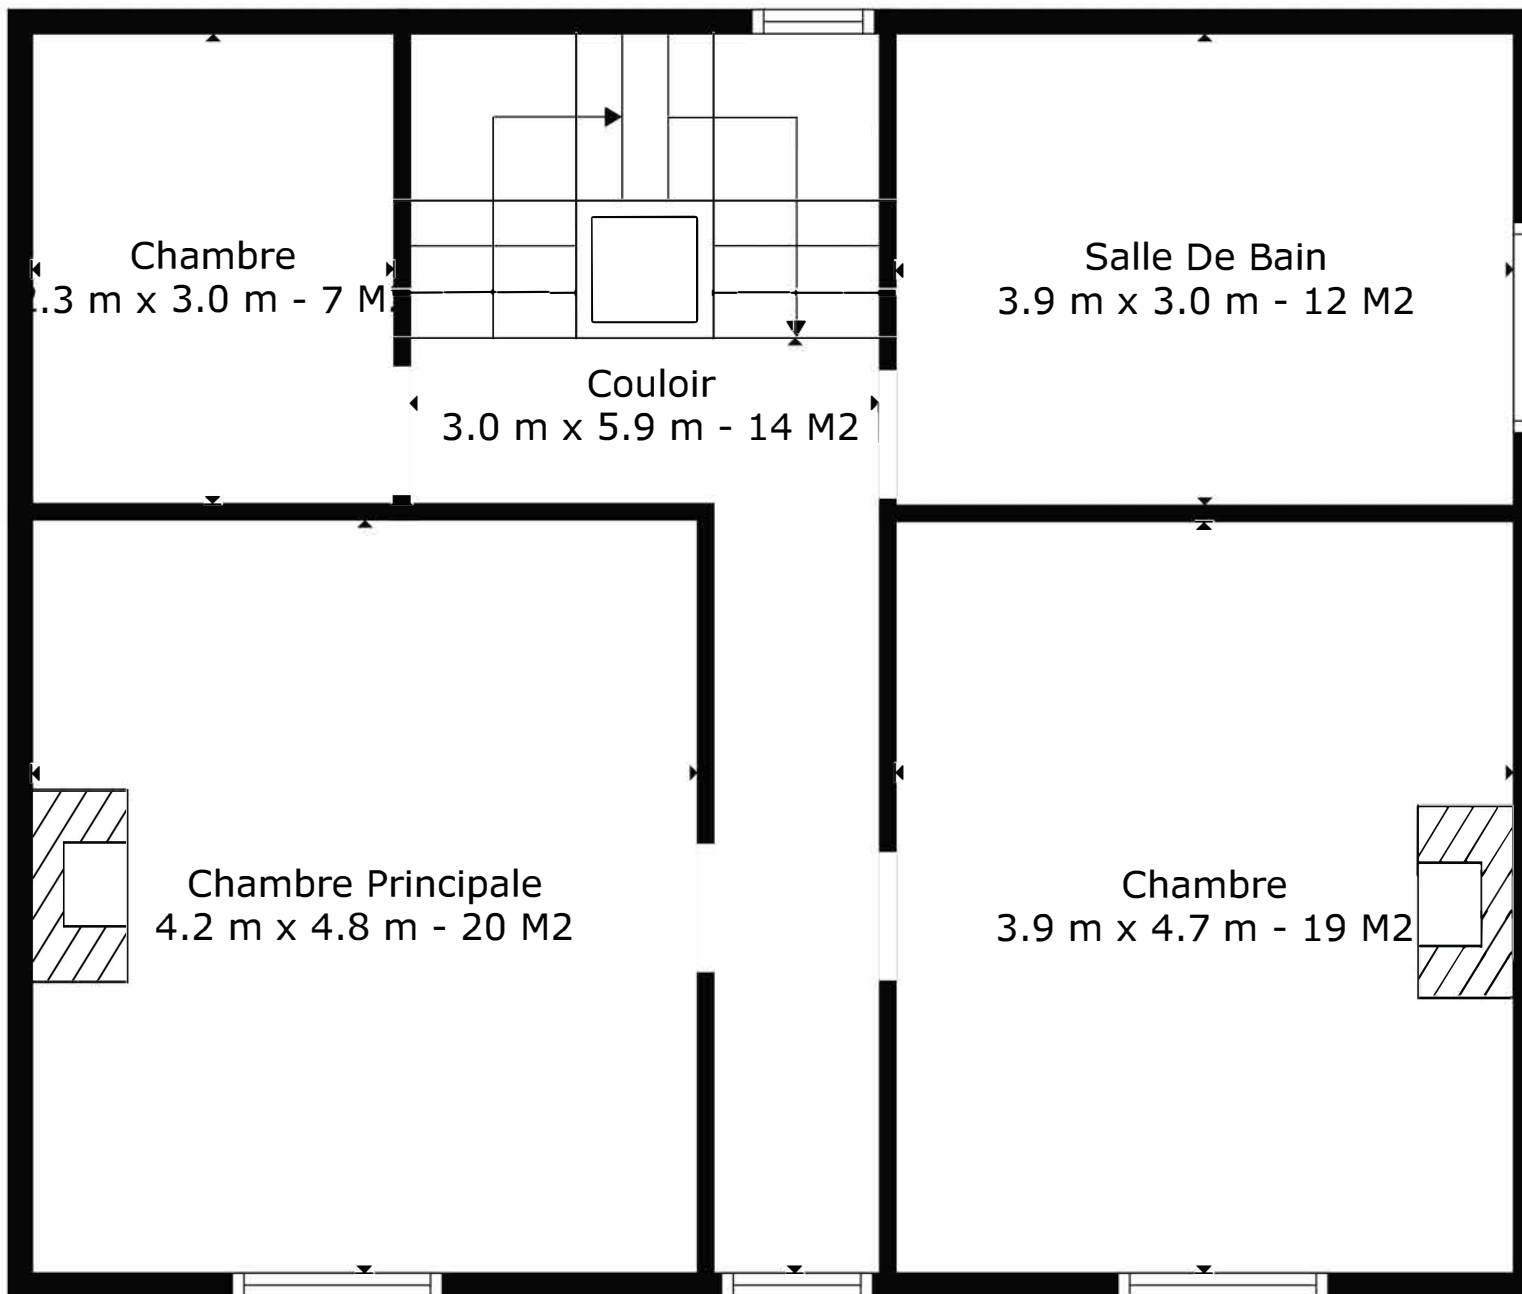 Chambre
.3 m x 3.0 m - 7 M
Salle De Bain
3.9 m x 3.0 m - 12 M2
Couloir
3.0 m x 5.9 m - 14 M2
Chambre Principale
4.2 m x 4.8 m - 20 M2
Chambre
3.9 m x 4.7 m - 19 M2